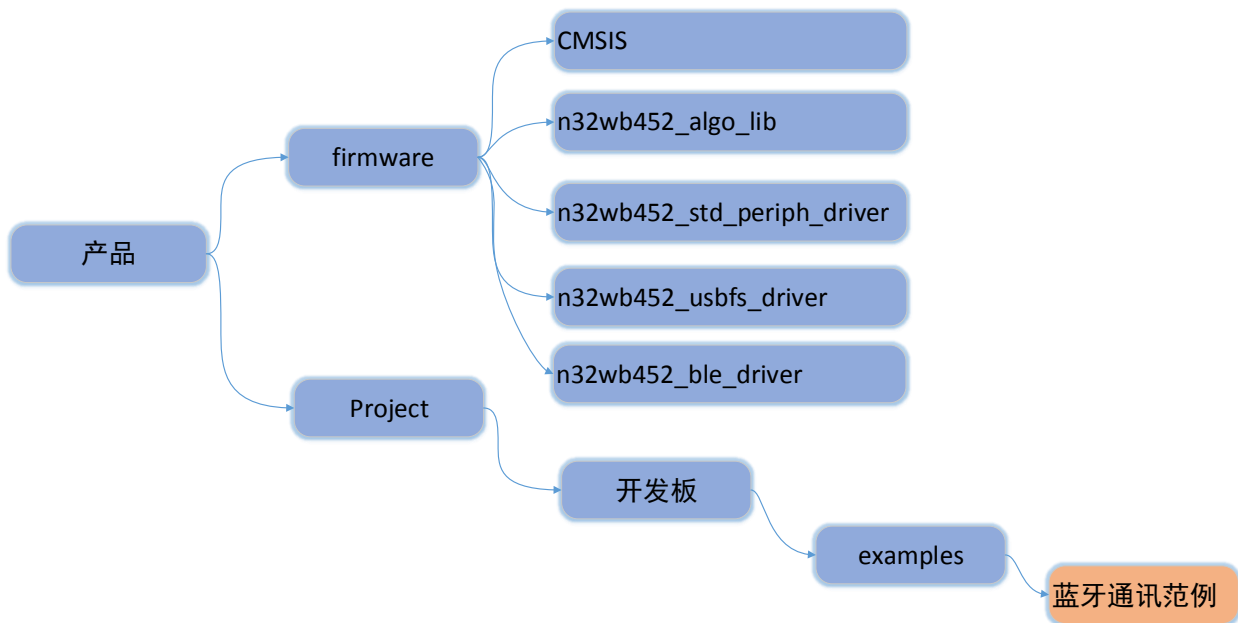 CMSIS
n32wb452_algo_lib
firmware
n32wb452_std_periph_driver
产品
n32wb452_usbfs_driver
n32wb452_ble_driver
Project
开发板
examples
蓝牙通讯范例